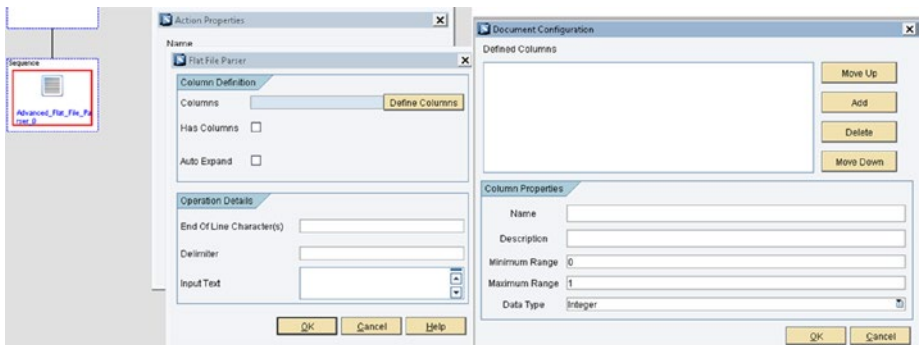 Sequence
Advanced_Flat_File_Pa
rser_0
Action Properties
Name
Flat File Parser
Column Definition
Columns
Define Columns
Has Columns
Auto Expand
Operation Details
End Of Line Character(s)
Delimiter
Input Text
OK
Cancel
Help
Document Configuration
Defined Columns
Move Up
Add
Delete
Move Down
Column Properties
Name
Description
Minimum Range 0
Maximum Range 1
Data Type Integer
OK
Cancel